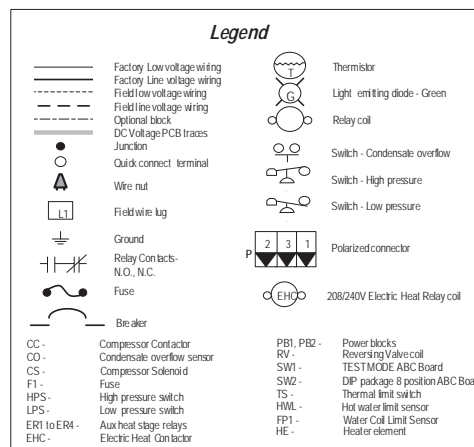 Legend
Factory Low voltage wiring
Factory Line voltage wiring
Field low voltage wiring
Field line voltage wiring
Optional block
DC Voltage PCB traces
Junction
Quick connect terminal
Wire nut
L1 Field wire lug
Ground
Relay Contacts-
N.O., N.C.
Fuse
Breaker
T Thermistor
G Light emitting diode - Green
Relay coil
Switch - Condensate overflow
Switch - High pressure
Switch - Low pressure
P 2 3 1 Polarized connector
EHC 208/240V Electric Heat Relay coil
CC - Compressor Contactor
CO - Condensate overflow sensor
CS - Compressor Solenoid
F1 - Fuse
HPS - High pressure switch
LPS - Low pressure switch
ER1 to ER4 - Aux heat stage relays
EHC - Electric Heat Contactor
PB1, PB2 - Power blocks
RV - Reversing Valve coil
SW1 - TEST MODE ABC Board
SW2 - DIP package 8 position ABC Boa
TS - Thermal limit switch
HWL - Hot water limit sensor
FP1 - Water Coil Limit Sensor
HE - Heater element